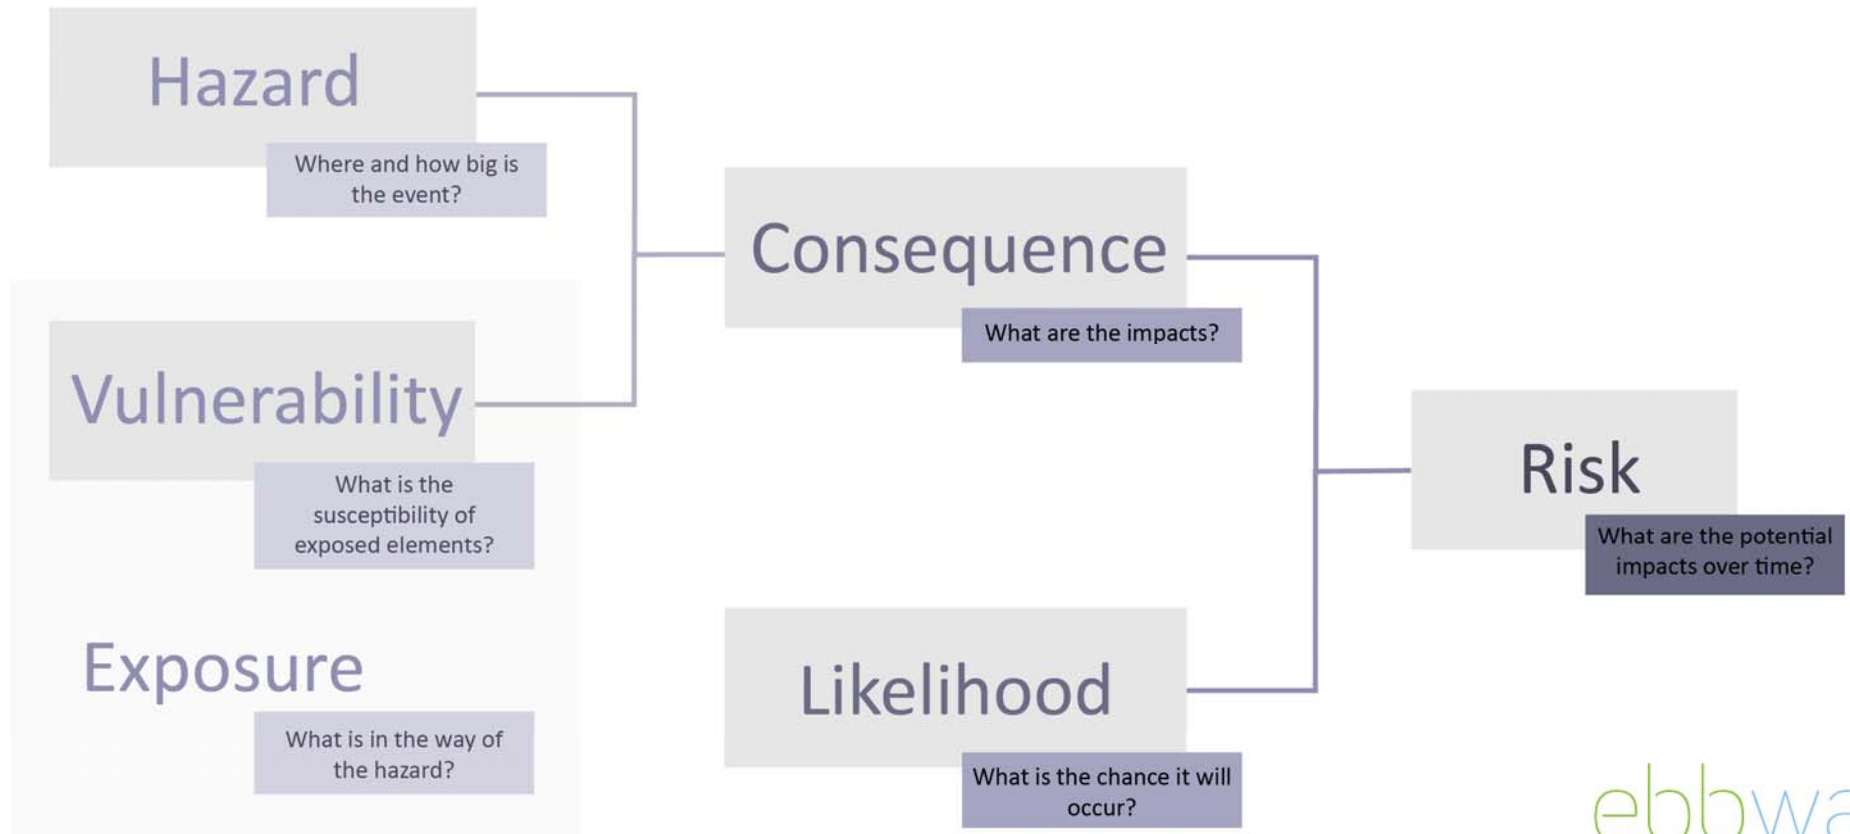 Hazard
Where and how big is
the event?
Vulnerability
What is the
susceptibility of
exposed elements?
Exposure
What is in the way of
the hazard?
Consequence
What are the impacts?
Likelihood
What is the chance it will
occur?
Risk
What are the potential
impacts over time?
ebbwa